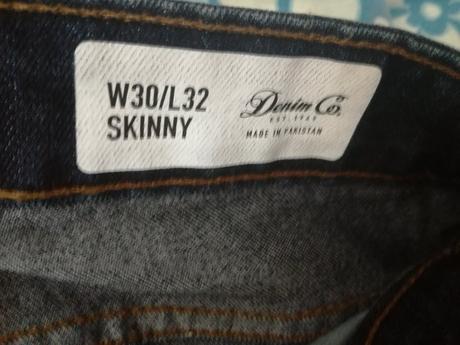 W30/L32
SKINNY
Denim Co.
EST. 1969
MADE IN PAKISTAN